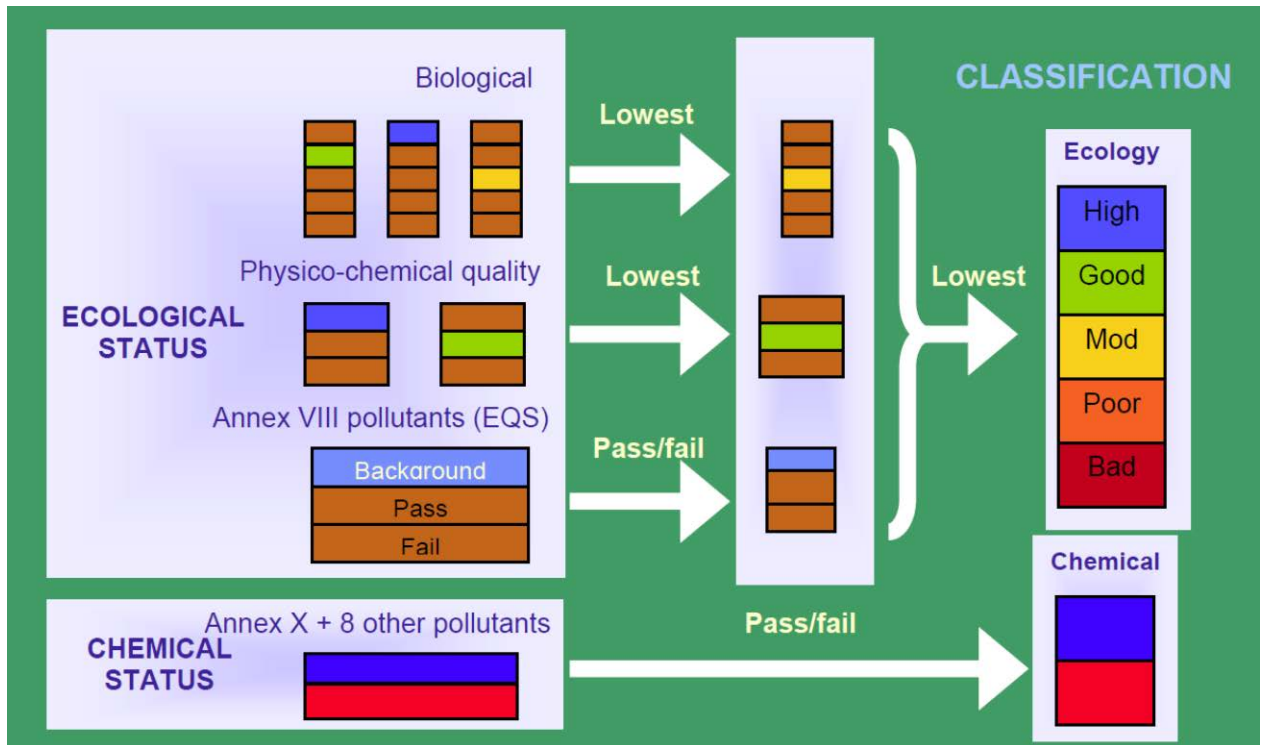 CLASSIFICATION
Biological
Lowest
Ecology
High
Good
Mod
Poor
Bad
Physico-chemical quality
Lowest
Lowest
ECOLOGICAL
STATUS
Annex VIII pollutants (EQS)
Pass/fail
Background
Pass
Fail
Chemical
Annex X + 8 other pollutants
Pass/fail
CHEMICAL
STATUS